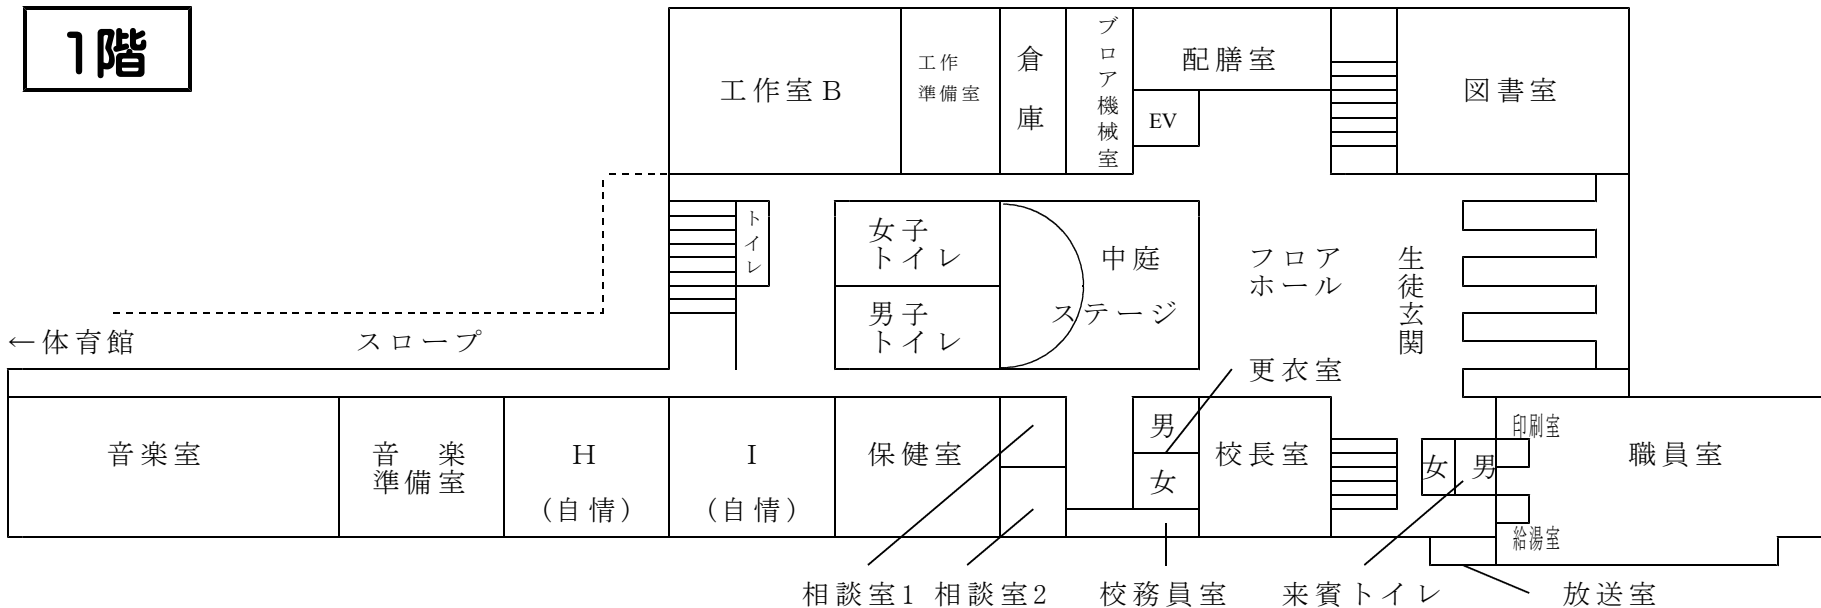 1階
工作室B
工作
準備室
倉庫
ブロア機械室
配膳室
EV
図書室
トイレ
女子
トイレ
男子
トイレ
中庭
ステージ
フロア
ホール
生徒玄関
←体育館
スロープ
更衣室
音楽室
音楽
準備室
H
(自情)
I
(自情)
保健室
男
女
校長室
女
男
印刷室
職員室
給湯室
相談室1
相談室2
校務員室
来賓トイレ
放送室